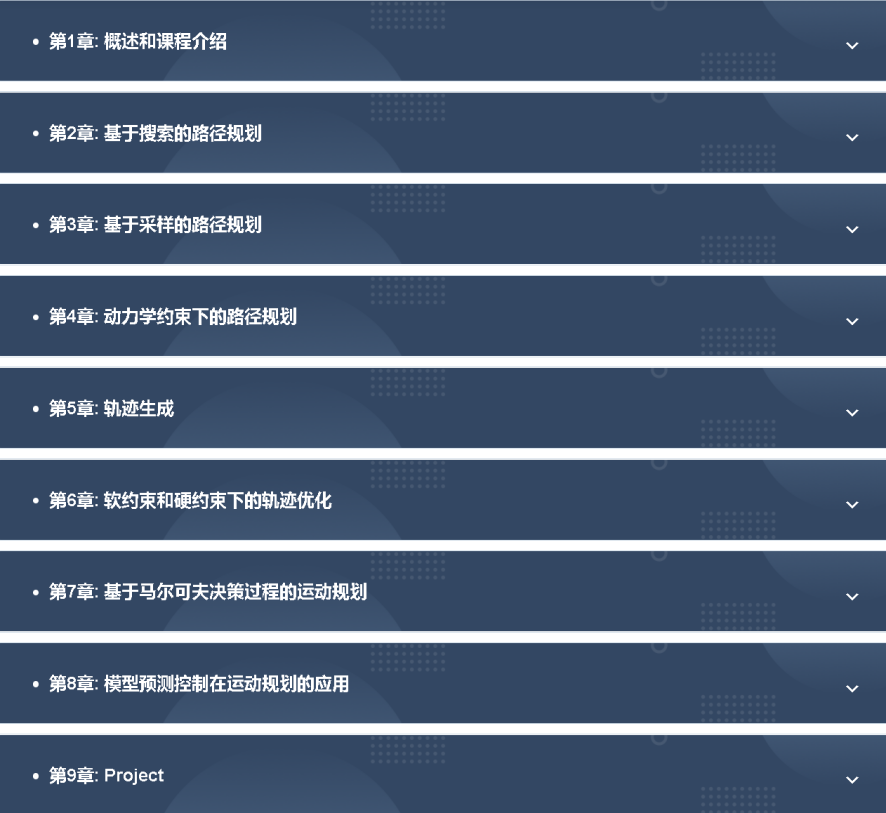 第1章: 概述和课程介绍
第2章: 基于搜索的路径规划
第3章: 基于采样的路径规划
第4章: 动力学约束下的路径规划
第5章: 轨迹生成
第6章: 软约束和硬约束下的轨迹优化
第7章: 基于马尔可夫决策过程的运动规划
第8章: 模型预测控制在运动规划的应用
第9章: Project